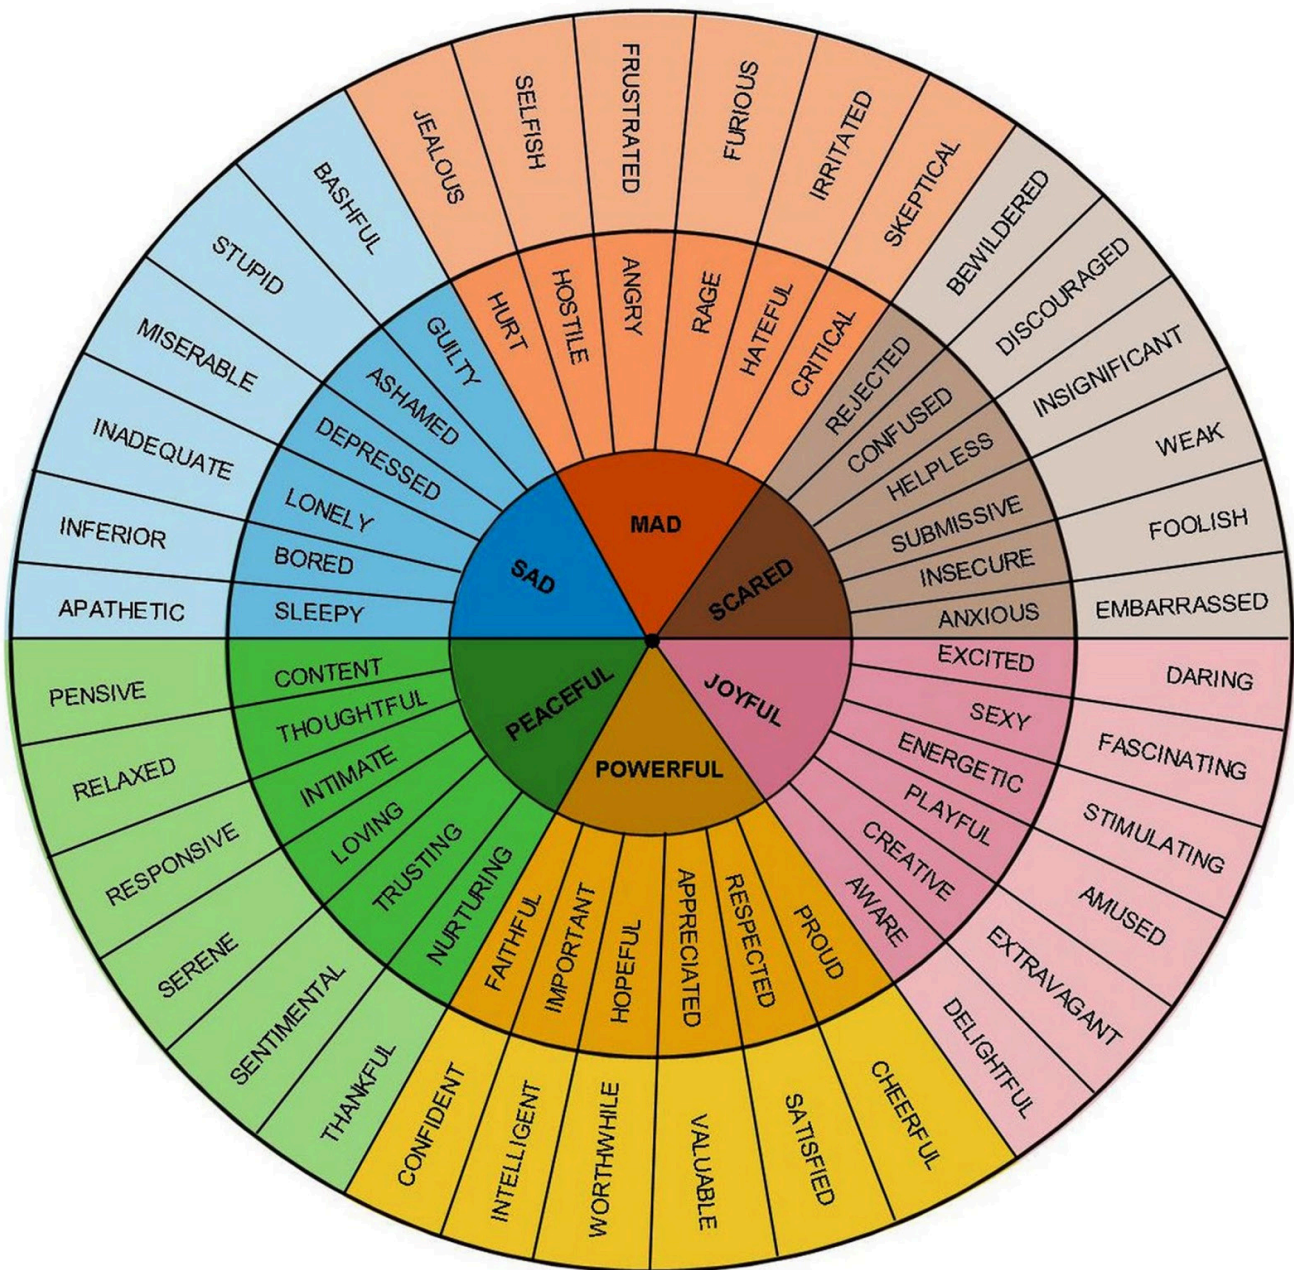 MAD
HURT
HOSTILE
ANGRY
RAGE
HATEFUL
CRITICAL
JEALOUS
SELFISH
FRUSTRATED
FURIOUS
IRRITATED
SKEPTICAL
SCARED
REJECTED
CONFUSED
HELPLESS
SUBMISSIVE
INSECURE
ANXIOUS
BEWILDERED
DISCOURAGED
INSIGNIFICANT
WEAK
FOOLISH
EMBARRASSED
JOYFUL
EXCITED
SEXY
ENERGETIC
PLAYFUL
CREATIVE
AWARE
DARING
FASCINATING
STIMULATING
AMUSED
EXTRAVAGANT
DELIGHTFUL
POWERFUL
PROUD
RESPECTED
APPRECIATED
HOPEFUL
IMPORTANT
FAITHFUL
CHEERFUL
SATISFIED
VALUABLE
WORTHWHILE
INTELLIGENT
CONFIDENT
PEACEFUL
NURTURING
TRUSTING
LOVING
INTIMATE
THOUGHTFUL
CONTENT
THANKFUL
SENTIMENTAL
SERENE
RESPONSIVE
RELAXED
PENSIVE
SAD
SLEEPY
BORED
LONELY
DEPRESSED
ASHAMED
GUILTY
APATHETIC
INFERIOR
INADEQUATE
MISERABLE
STUPID
BASHFUL